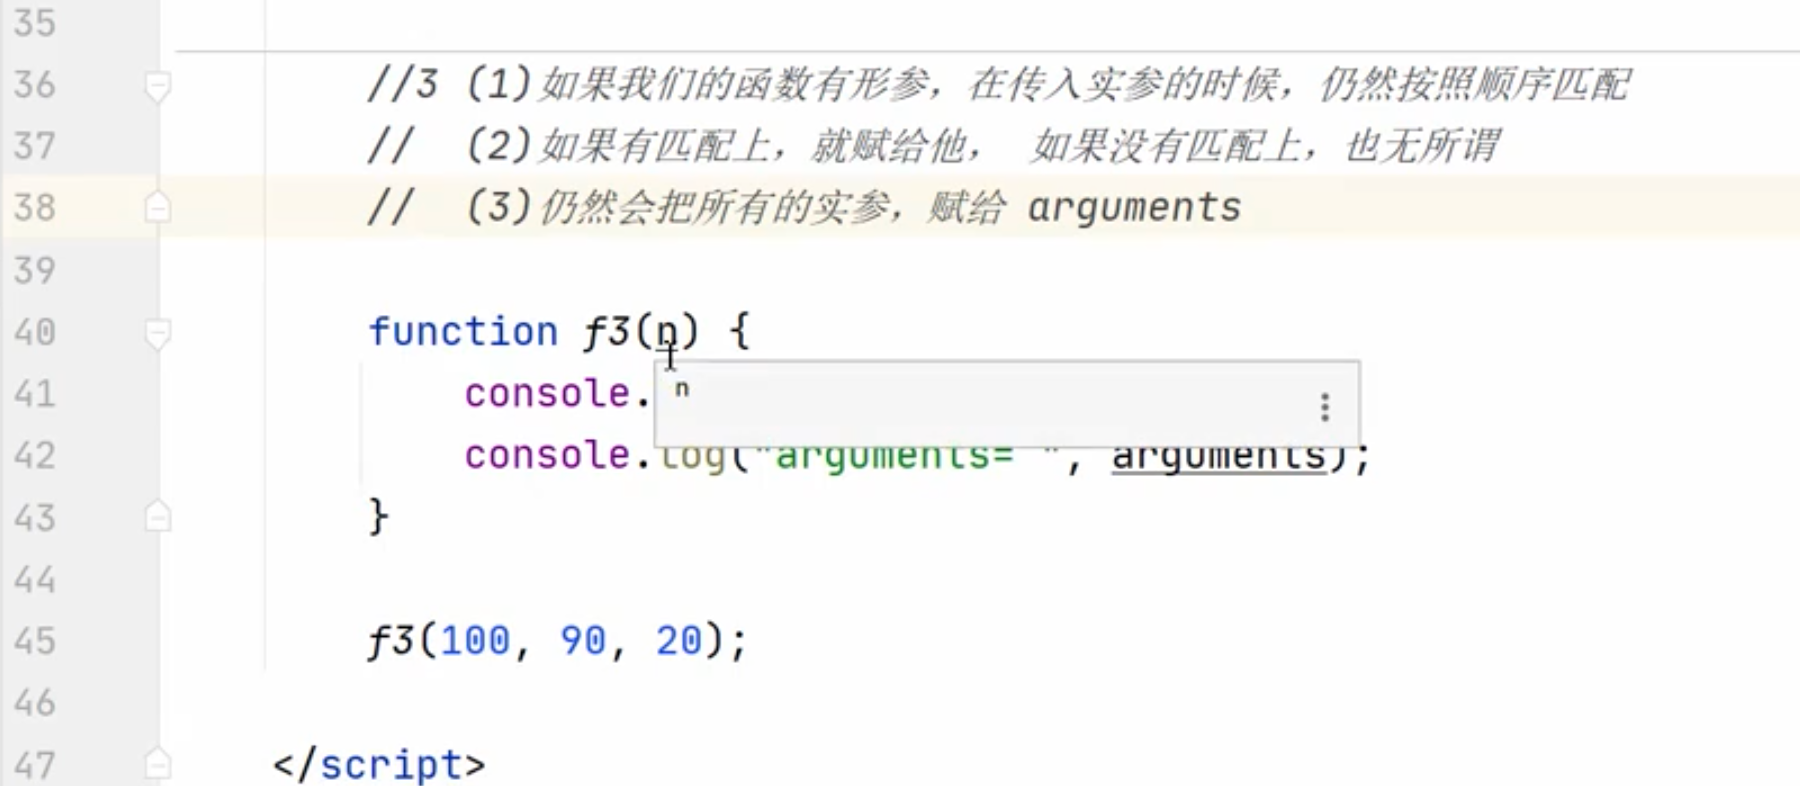 35
36 //3 (1)如果我们的函数有形参，在传入实参的时候，仍然按照顺序匹配
37 //  (2)如果有匹配上，就赋给他， 如果没有匹配上，也无所谓
38 //  (3)仍然会把所有的实参，赋给 arguments
39
40 function f3(n) {
41 console.
n
42 console.log("arguments= ", arguments);
43 }
44
45 f3(100, 90, 20);
46
47 </script>